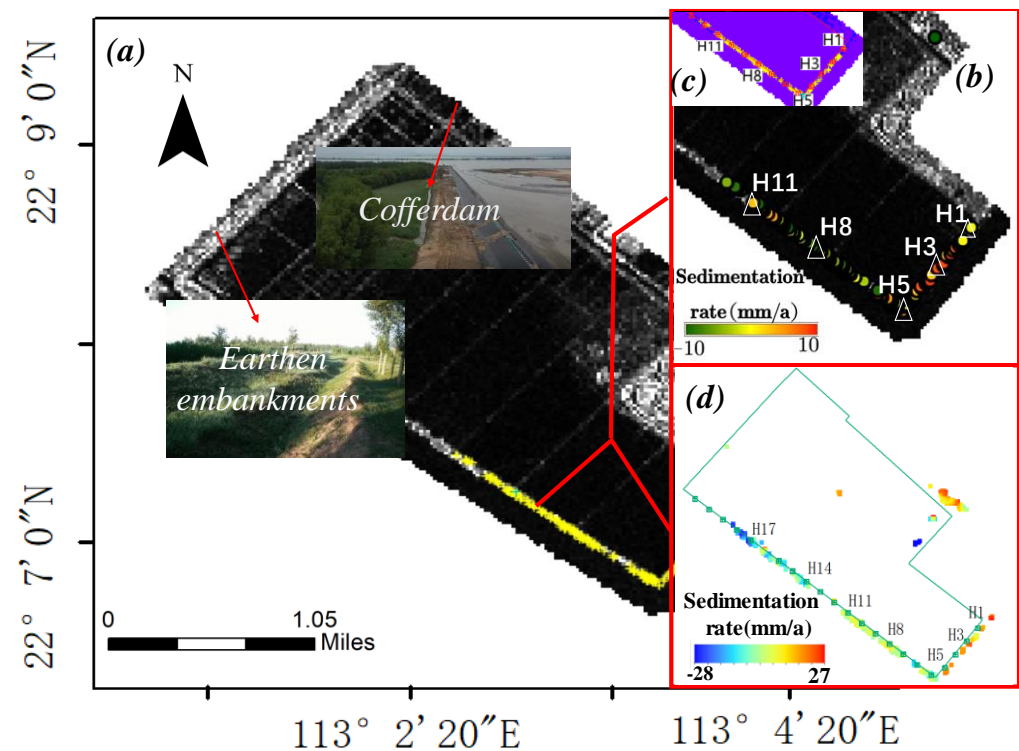 (a)
N
22° 9′ 0″N
22° 7′ 0″N
Cofferdam
Earthen
embankments
0 1.05
Miles
113° 2′ 20″E
113° 4′ 20″E
(b)
(c)
H11
H8
H1
H3
H5
H11
H8
H1
H3
H5
Sedimentation
rate(mm/a)
-10 10
(d)
H17
H14
H11
H8
H5
H3
H1
Sedimentation
rate(mm/a)
-28 27